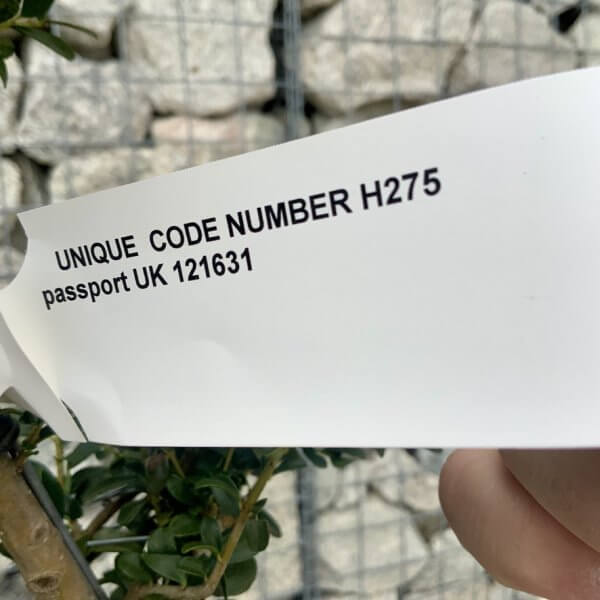 UNIQUE CODE NUMBER H275
passport UK 121631